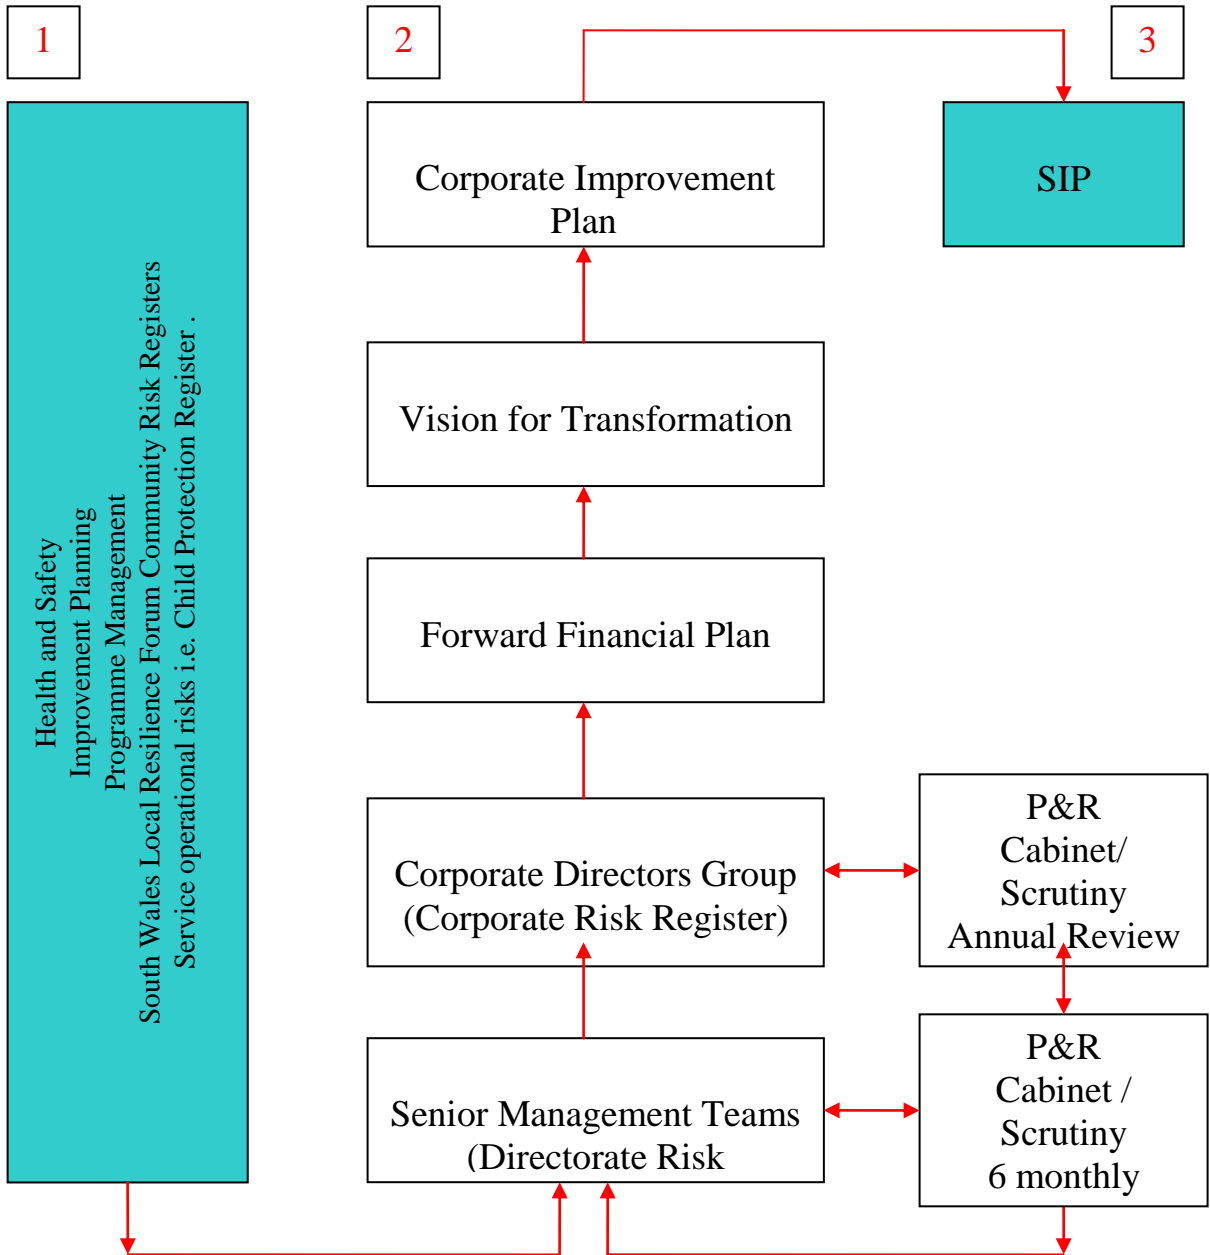 1
2
3
Health and Safety
Improvement Planning
Programme Management
South Wales Local Resilience Forum Community Risk Registers
Service operational risks i.e. Child Protection Register .
Corporate Improvement
Plan
SIP
Vision for Transformation
Forward Financial Plan
Corporate Directors Group
(Corporate Risk Register)
P&R
Cabinet/
Scrutiny
Annual Review
Senior Management Teams
(Directorate Risk
P&R
Cabinet /
Scrutiny
6 monthly